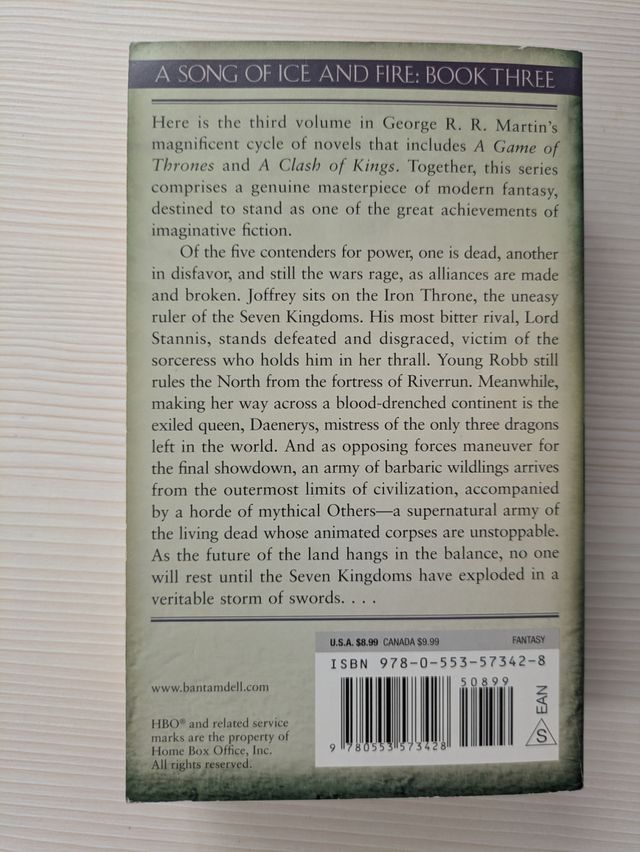 A SONG OF ICE AND FIRE: BOOK THREE
Here is the third volume in George R. R. Martin's
magnificent cycle of novels that includes A Game of
Thrones and A Clash of Kings. Together, this series
comprises a genuine masterpiece of modern fantasy,
destined to stand as one of the great achievements of
imaginative fiction.
Of the five contenders for power, one is dead, another
in disfavor, and still the wars rage, as alliances are made
and broken. Joffrey sits on the Iron Throne, the uneasy
ruler of the Seven Kingdoms. His most bitter rival, Lord
Stannis, stands defeated and disgraced, victim of the
sorceress who holds him in her thrall. Young Robb still
rules the North from the fortress of Riverrun. Meanwhile,
making her way across a blood-drenched continent is the
exiled queen, Daenerys, mistress of the only three dragons
left in the world. And as opposing forces maneuver for
the final showdown, an army of barbaric wildlings arrives
from the outermost limits of civilization, accompanied
by a horde of mythical Others—a supernatural army of
the living dead whose animated corpses are unstoppable.
As the future of the land hangs in the balance, no one
will rest until the Seven Kingdoms have exploded in a
veritable storm of swords. . . .
U.S.A. $8.99 CANADA $9.99 FANTASY
ISBN 978-0-553-57342-8
50899
9 780553 573428
S EAN
www.bantamdell.com
HBO® and related service
marks are the property of
Home Box Office, Inc.
All rights reserved.